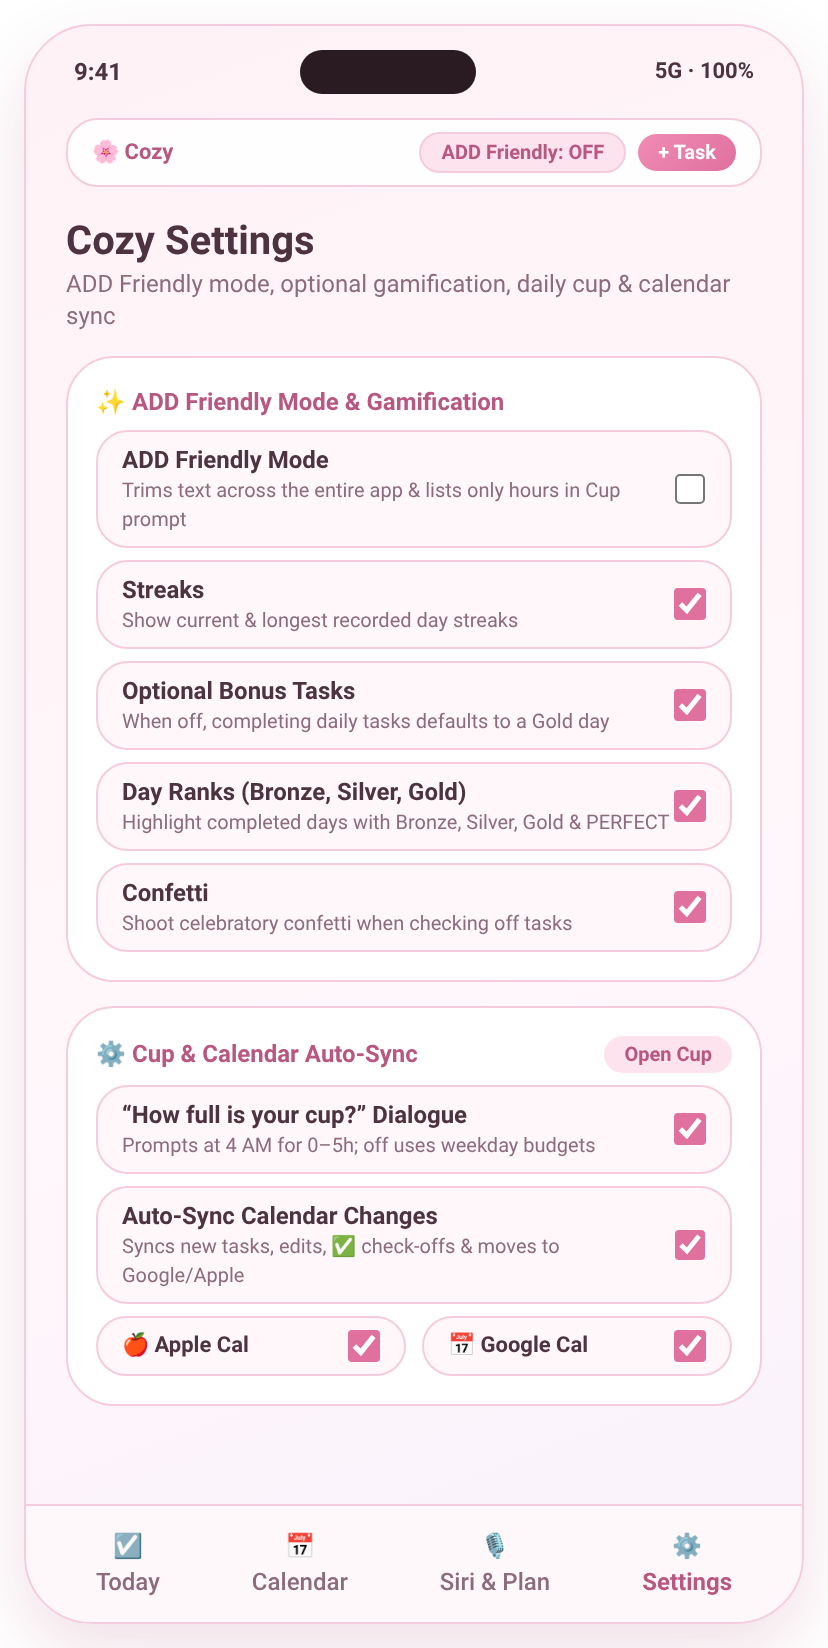 9:41
5G · 100%
🌸 Cozy
ADD Friendly: OFF
+ Task
Cozy Settings
ADD Friendly mode, optional gamification, daily cup & calendar
sync
✨ ADD Friendly Mode & Gamification
ADD Friendly Mode
Trims text across the entire app & lists only hours in Cup
prompt
Streaks
Show current & longest recorded day streaks
Optional Bonus Tasks
When off, completing daily tasks defaults to a Gold day
Day Ranks (Bronze, Silver, Gold)
Highlight completed days with Bronze, Silver, Gold & PERFECT
Confetti
Shoot celebratory confetti when checking off tasks
⚙️ Cup & Calendar Auto-Sync
Open Cup
“How full is your cup?” Dialogue
Prompts at 4 AM for 0–5h; off uses weekday budgets
Auto-Sync Calendar Changes
Syncs new tasks, edits, ✅ check-offs & moves to
Google/Apple
🍎 Apple Cal
📅 Google Cal
Today
Calendar
Siri & Plan
Settings